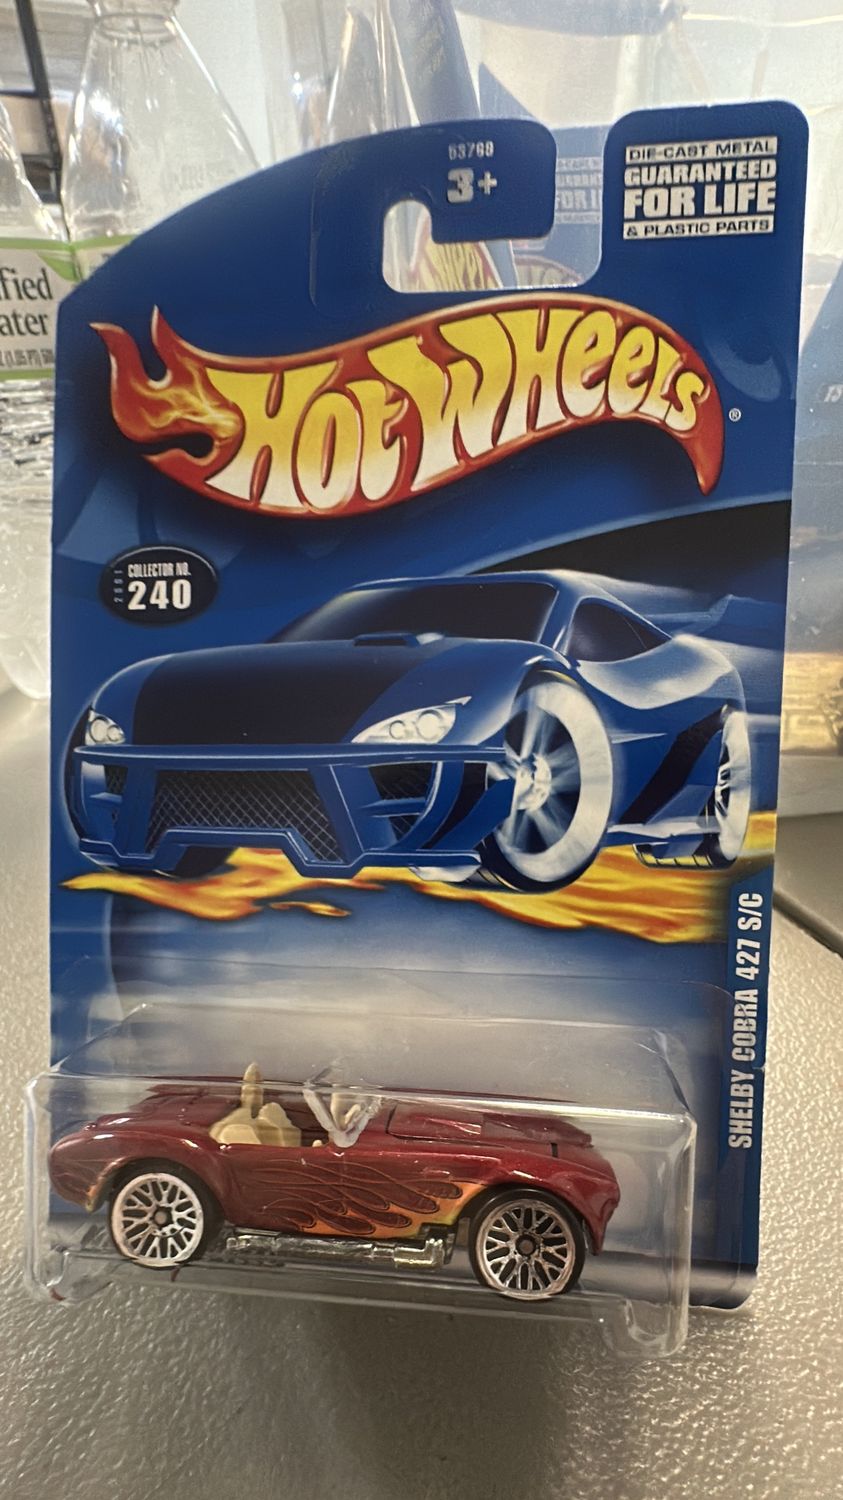 53769
3+
DIE-CAST METAL
GUARANTEED
FOR LIFE
& PLASTIC PARTS
HOT WHEELS
®
2001
COLLECTOR NO.
240
SHELBY COBRA 427 S/C
fied
ater